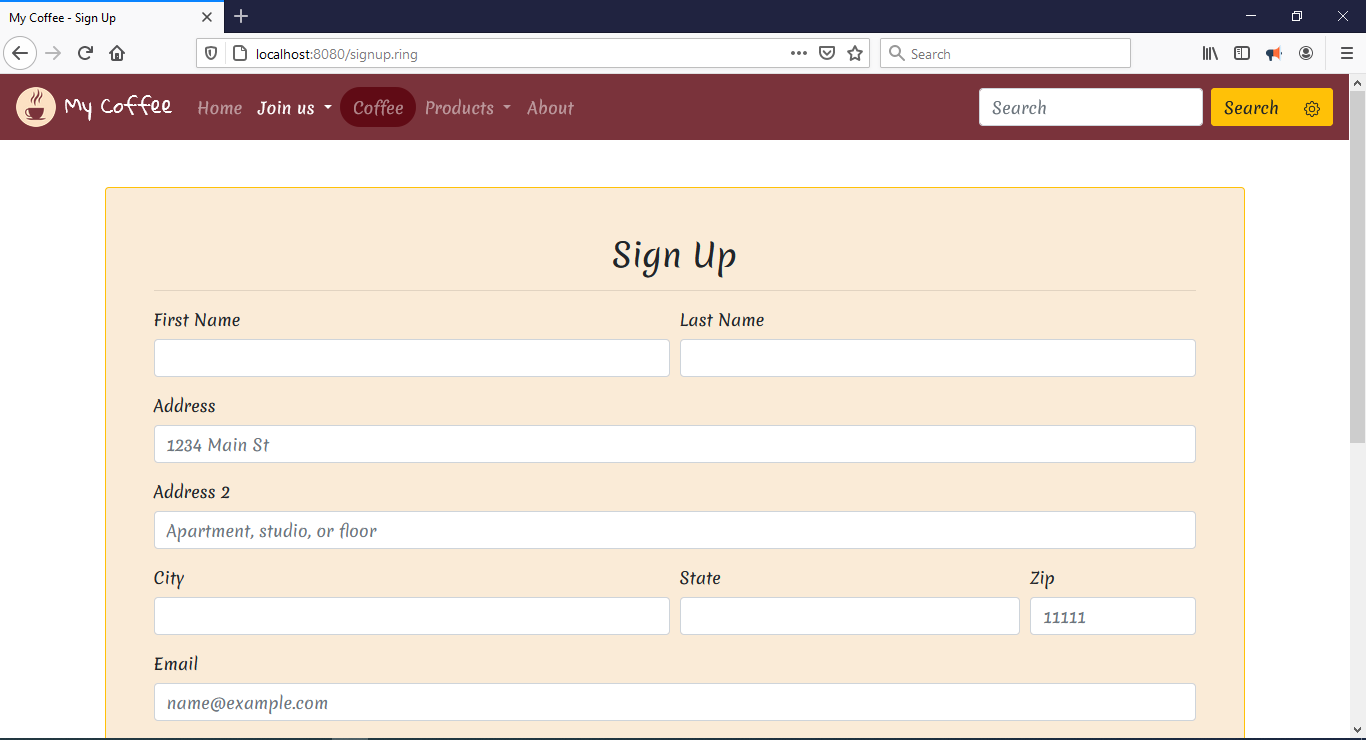 My Coffee - Sign Up
localhost:8080/signup.ring
Search
My Coffee Home Join us Coffee Products About Search Search
Sign Up
First Name Last Name
Address
1234 Main St
Address 2
Apartment, studio, or floor
City State Zip
11111
Email
name@example.com